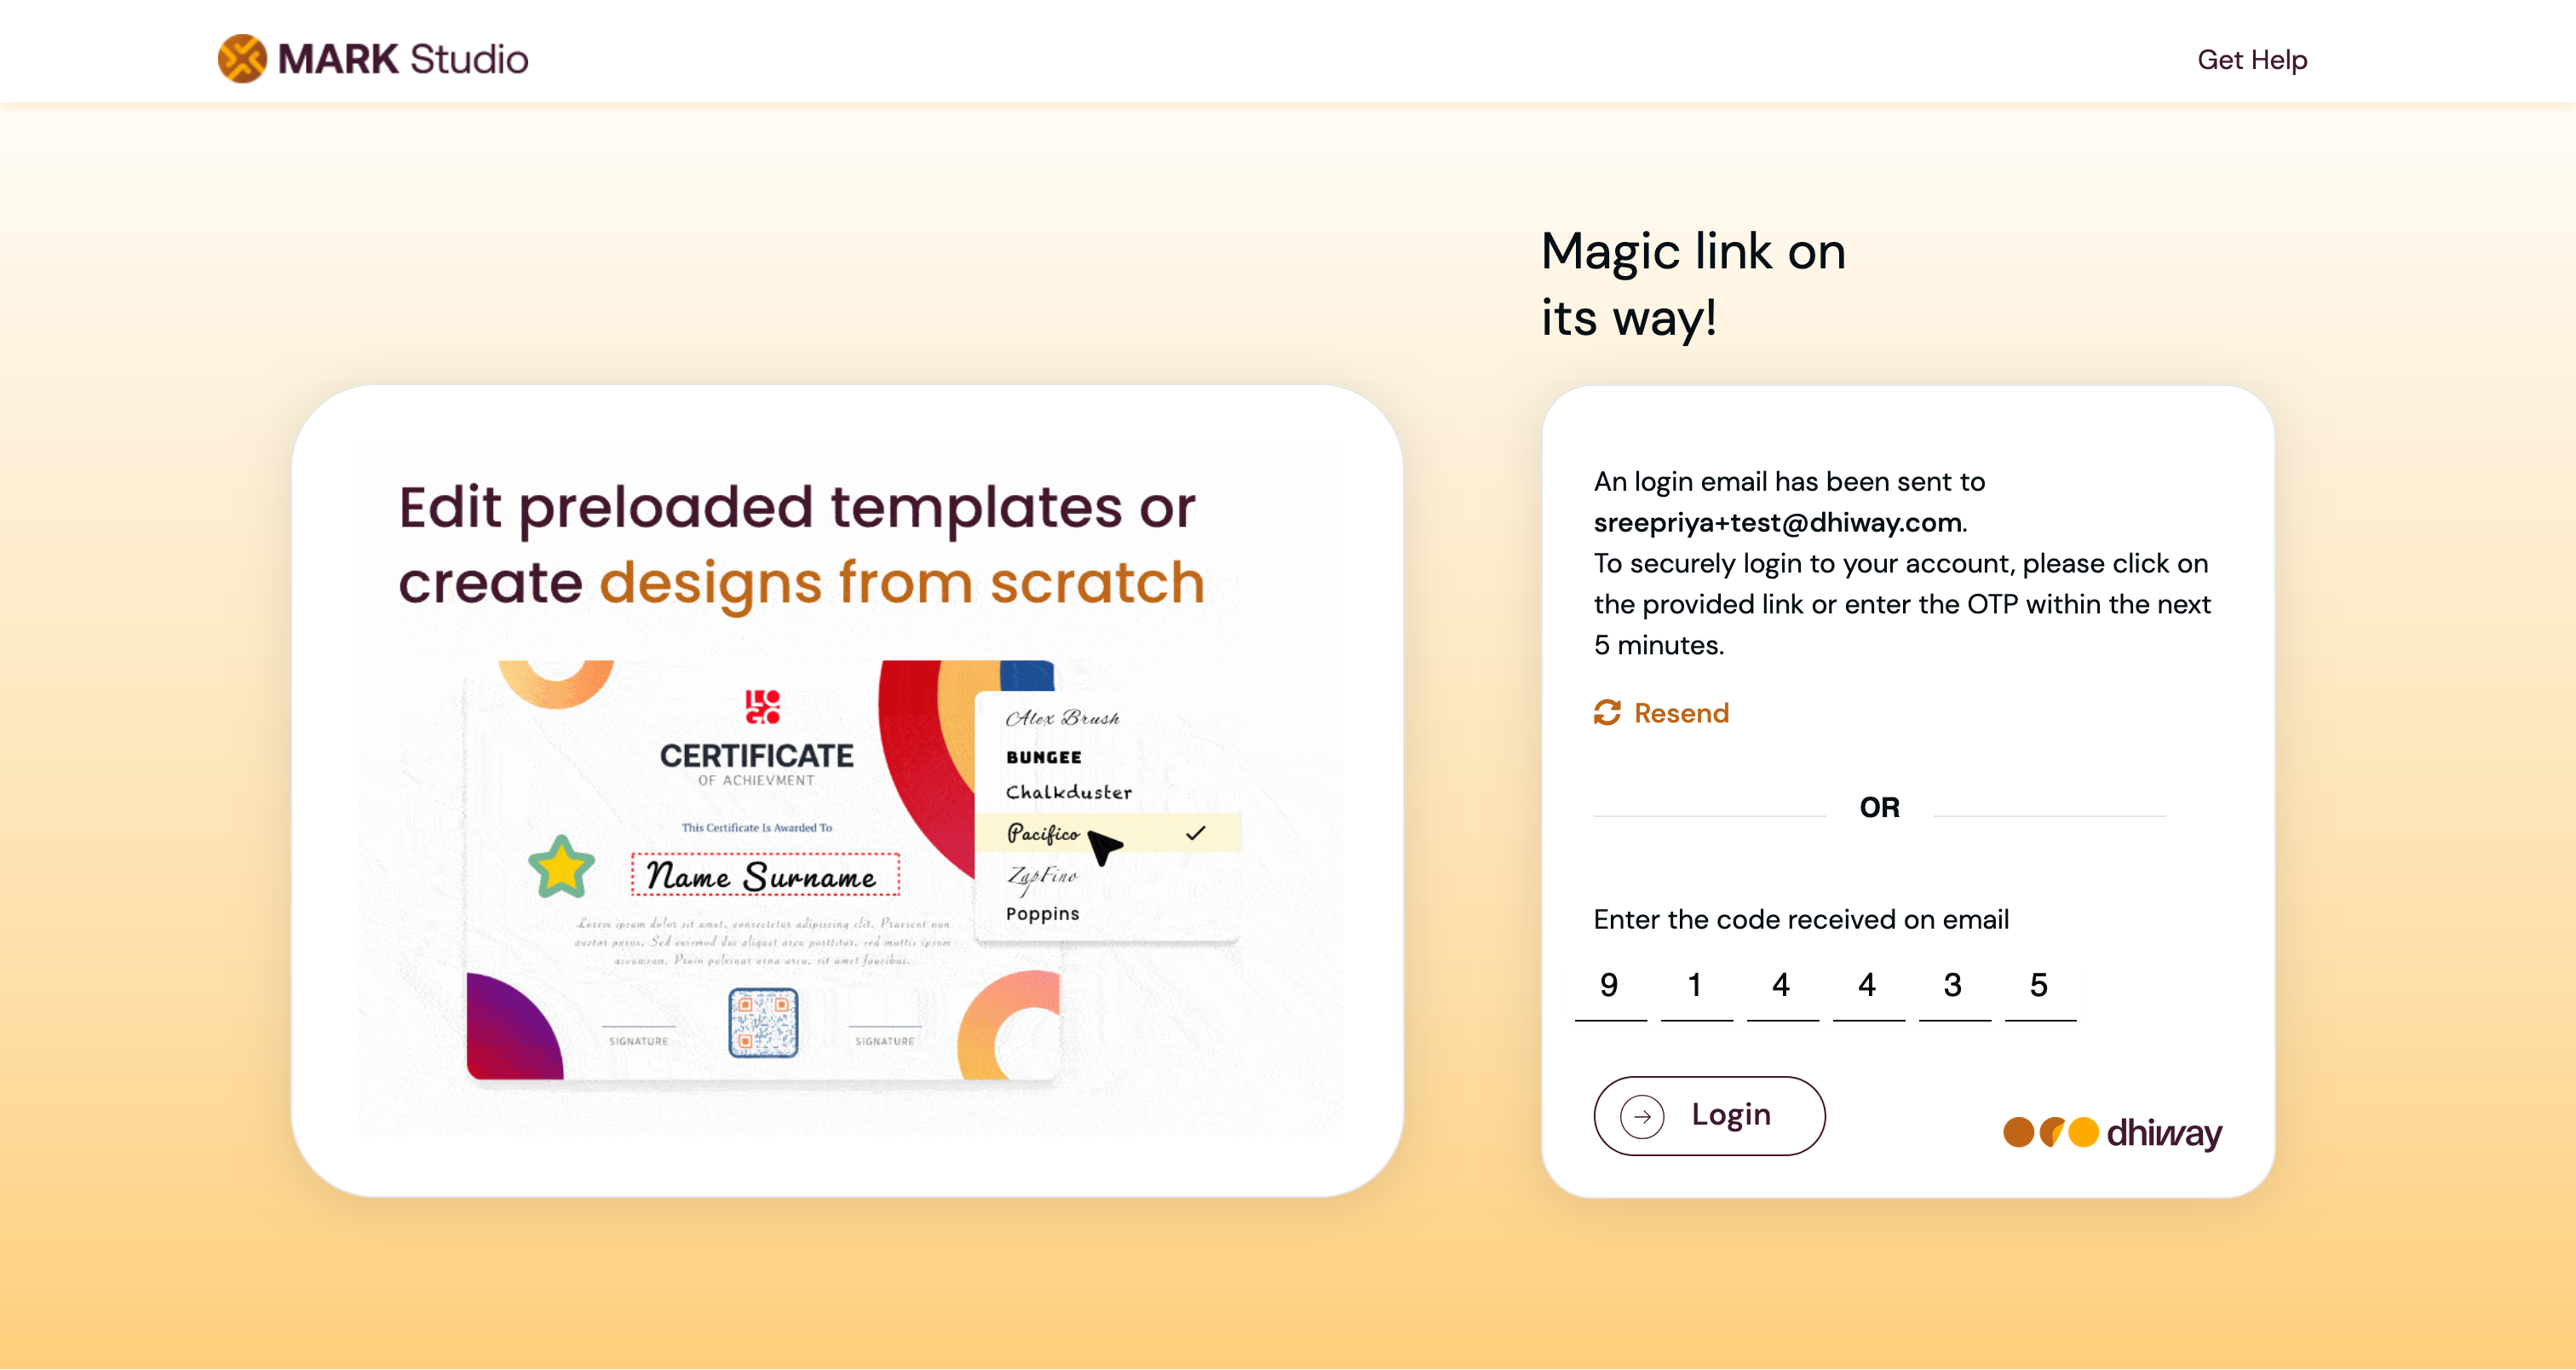 MARK Studio
Get Help
Magic link on
its way!
Edit preloaded templates or
create designs from scratch
LOGO
CERTIFICATE
OF ACHIEVMENT
This Certificate Is Awarded To
Name Surname
Lorem ipsum dolor sit amet, consectetur adipiscing elit. Praesent non
auctor purus. Sed euismod dui aliquet arcu porttitor, sed mattis ipsum
accumsan. Proin pulvinar urna arcu, sit amet faucibus.
SIGNATURE
SIGNATURE
Alex Brush
BUNGEE
Chalkduster
Pacifico
ZapFino
Poppins
An login email has been sent to
sreepriya+test@dhiway.com.
To securely login to your account, please click on
the provided link or enter the OTP within the next
5 minutes.
Resend
OR
Enter the code received on email
9 1 4 4 3 5
Login
dhiway